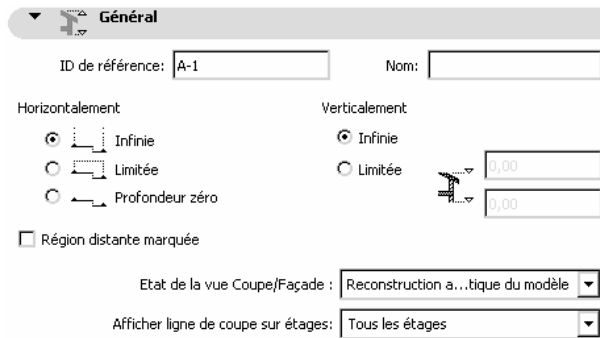 Général
ID de référence: A-1 Nom:
Horizontalement Verticalement
Infinie Infinie
Limitée Limitée 0,00
Profondeur zéro 0,00
Région distante marquée
Etat de la vue Coupe/Façade : Reconstruction a...tique du modèle
Afficher ligne de coupe sur étages: Tous les étages